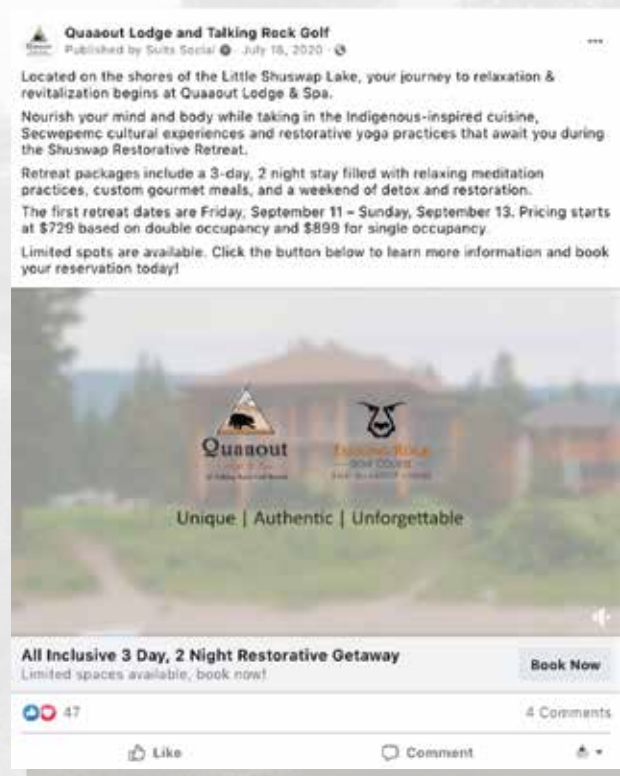 Quaaout Lodge and Talking Rock Golf
Published by Suits Social · July 16, 2020 ·
Located on the shores of the Little Shuswap Lake, your journey to relaxation &
revitalization begins at Quaaout Lodge & Spa.
Nourish your mind and body while taking in the Indigenous-inspired cuisine,
Secwepemc cultural experiences and restorative yoga practices that await you during
the Shuswap Restorative Retreat.
Retreat packages include a 3-day, 2 night stay filled with relaxing meditation
practices, custom gourmet meals, and a weekend of detox and restoration.
The first retreat dates are Friday, September 11 – Sunday, September 13. Pricing starts
at $729 based on double occupancy and $899 for single occupancy.
Limited spots are available. Click the button below to learn more information and book
your reservation today!
Quaaout
TALKING ROCK
GOLF COURSE
Unique | Authentic | Unforgettable
All Inclusive 3 Day, 2 Night Restorative Getaway
Limited spaces available, book now!
Book Now
47
4 Comments
Like
Comment